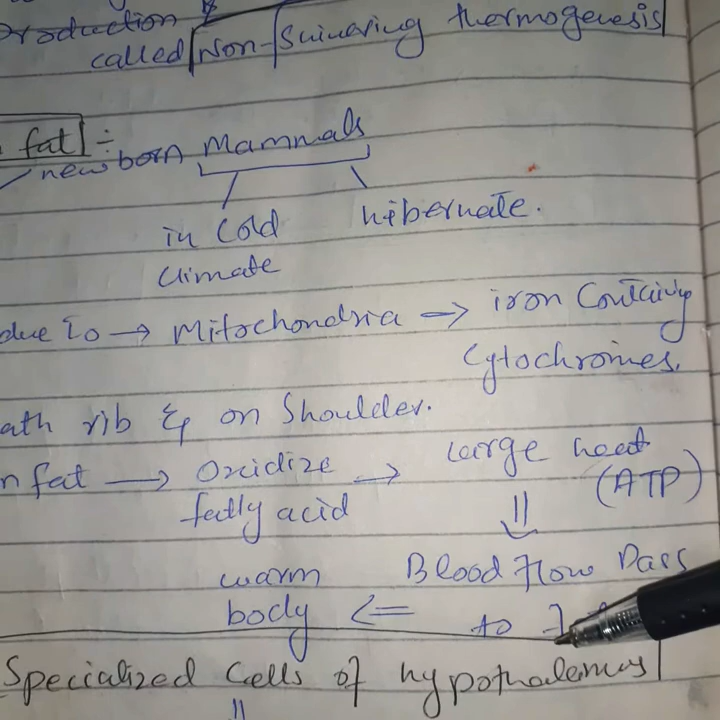 production &
called Non-Shivering thermogenesis
fat :-
new born Mammals
in Cold hibernate.
Climate
due to → Mitochondria → iron Containing
Cytochromes.
ath rib & on Shoulder.
n fat → Oxidize → Large heat
fatty acid (ATP)
warm Blood Flow Pass
body ⇐ to
Specialized Cells of hypothalamus